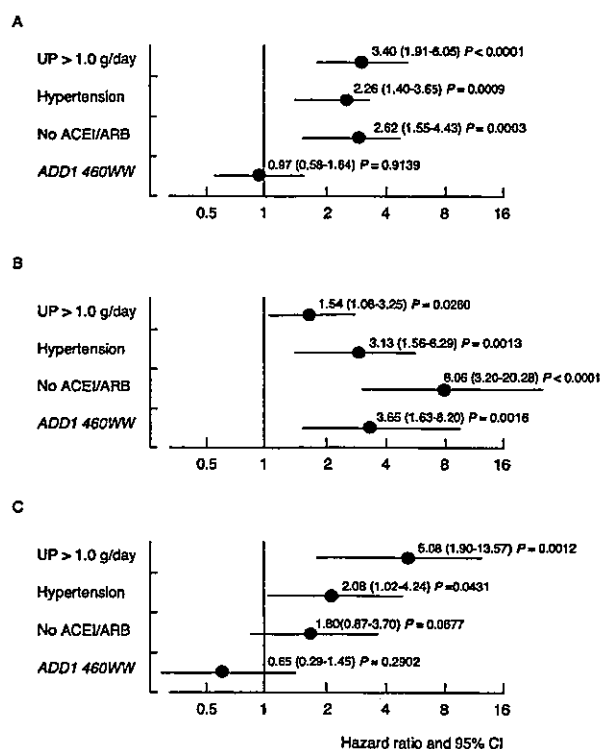 A
UP > 1.0 g/day
3.40 (1.91-6.05) P < 0.0001
Hypertension
2.26 (1.40-3.65) P = 0.0009
No ACEI/ARB
2.62 (1.55-4.43) P = 0.0003
ADD1 460WW
0.97 (0.58-1.64) P = 0.9139
0.5 1 2 4 8 16
B
UP > 1.0 g/day
1.54 (1.06-3.25) P = 0.0260
Hypertension
3.13 (1.56-6.29) P = 0.0013
No ACEI/ARB
8.06 (3.20-20.28) P < 0.0001
ADD1 460WW
3.65 (1.63-8.20) P = 0.0016
0.5 1 2 4 8 16
C
UP > 1.0 g/day
5.08 (1.90-13.57) P = 0.0012
Hypertension
2.08 (1.02-4.24) P =0.0431
No ACEI/ARB
1.80(0.87-3.70) P = 0.0877
ADD1 460WW
0.65 (0.29-1.45) P = 0.2902
0.5 1 2 4 8 16
Hazard ratio and 95% CI